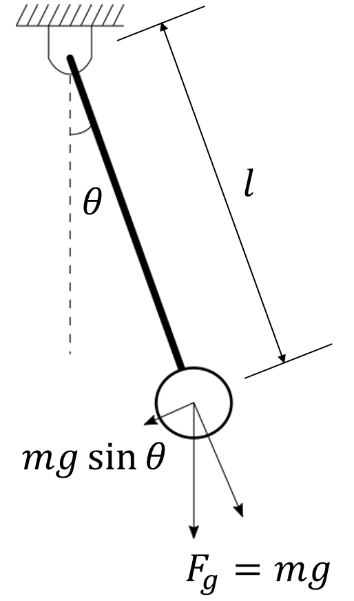 l
θ
mg sin θ
F_g = mg